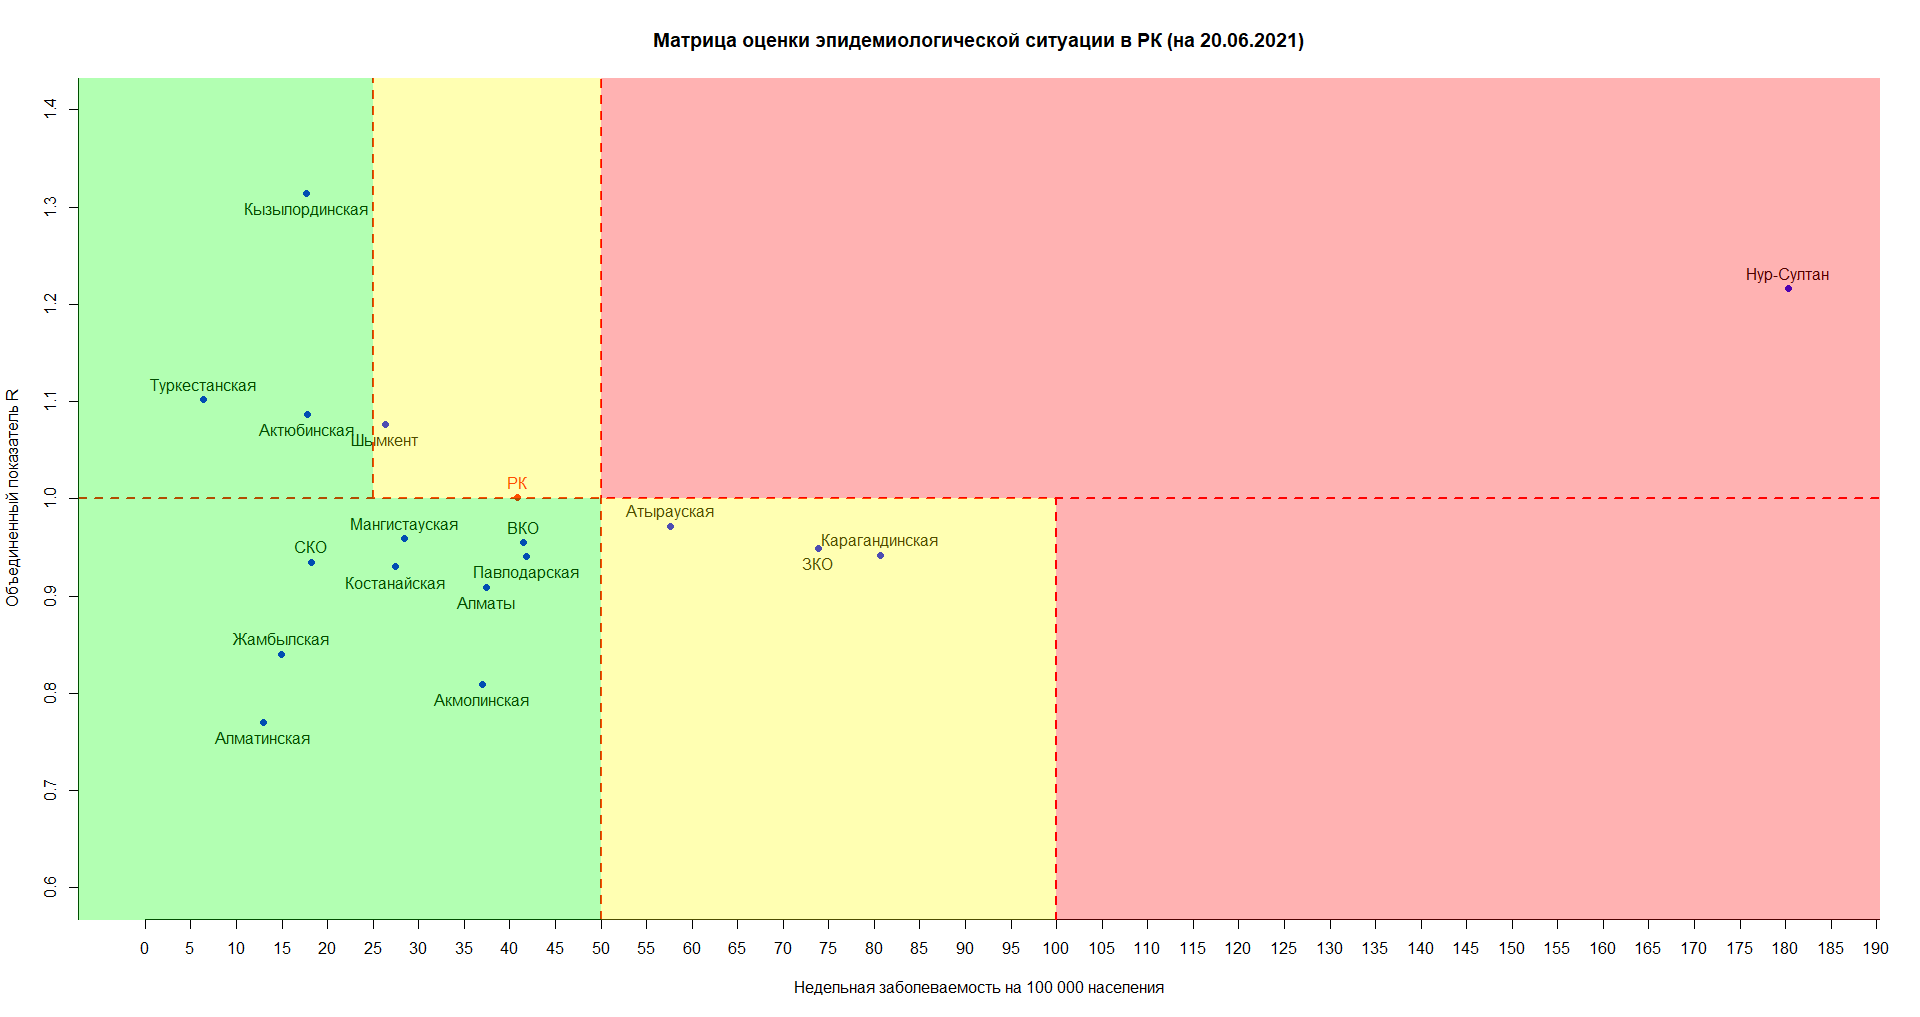 Матрица оценки эпидемиологической ситуации в РК (на 20.06.2021)
1.4
1.3
1.2
1.1
1.0
0.9
0.8
0.7
0.6
Объединенный показатель R
Кызылординская
Нур-Султан
Туркестанская
Актюбинская
Шымкент
РК
Атырауская
Мангистауская
ВКО
Карагандинская
СКО
ЗКО
Павлодарская
Костанайская
Алматы
Жамбылская
Акмолинская
Алматинская
0 5 10 15 20 25 30 35 40 45 50 55 60 65 70 75 80 85 90 95 100 105 110 115 120 125 130 135 140 145 150 155 160 165 170 175 180 185 190
Недельная заболеваемость на 100 000 населения